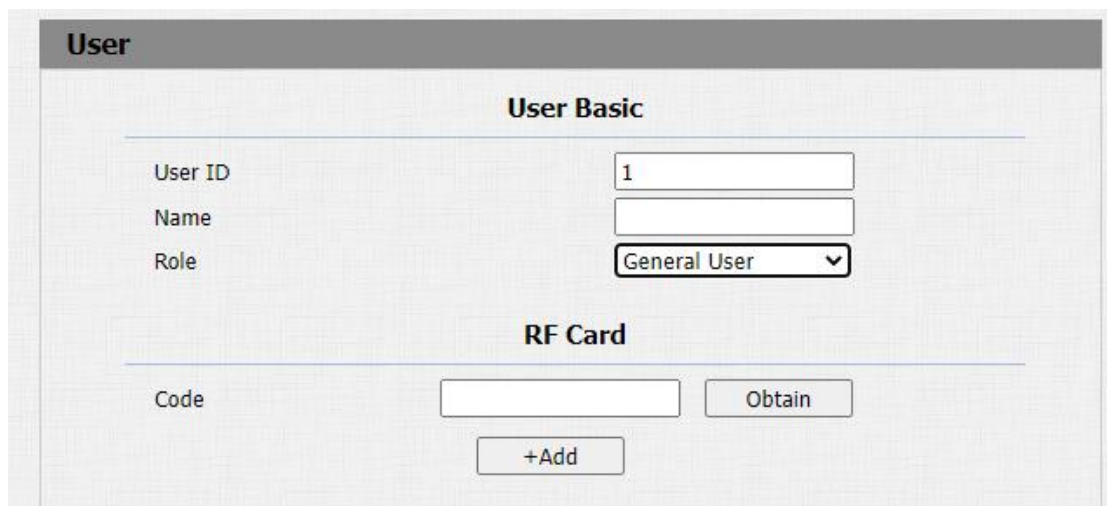 User
User Basic
User ID 1
Name
Role General User
RF Card
Code Obtain
+Add